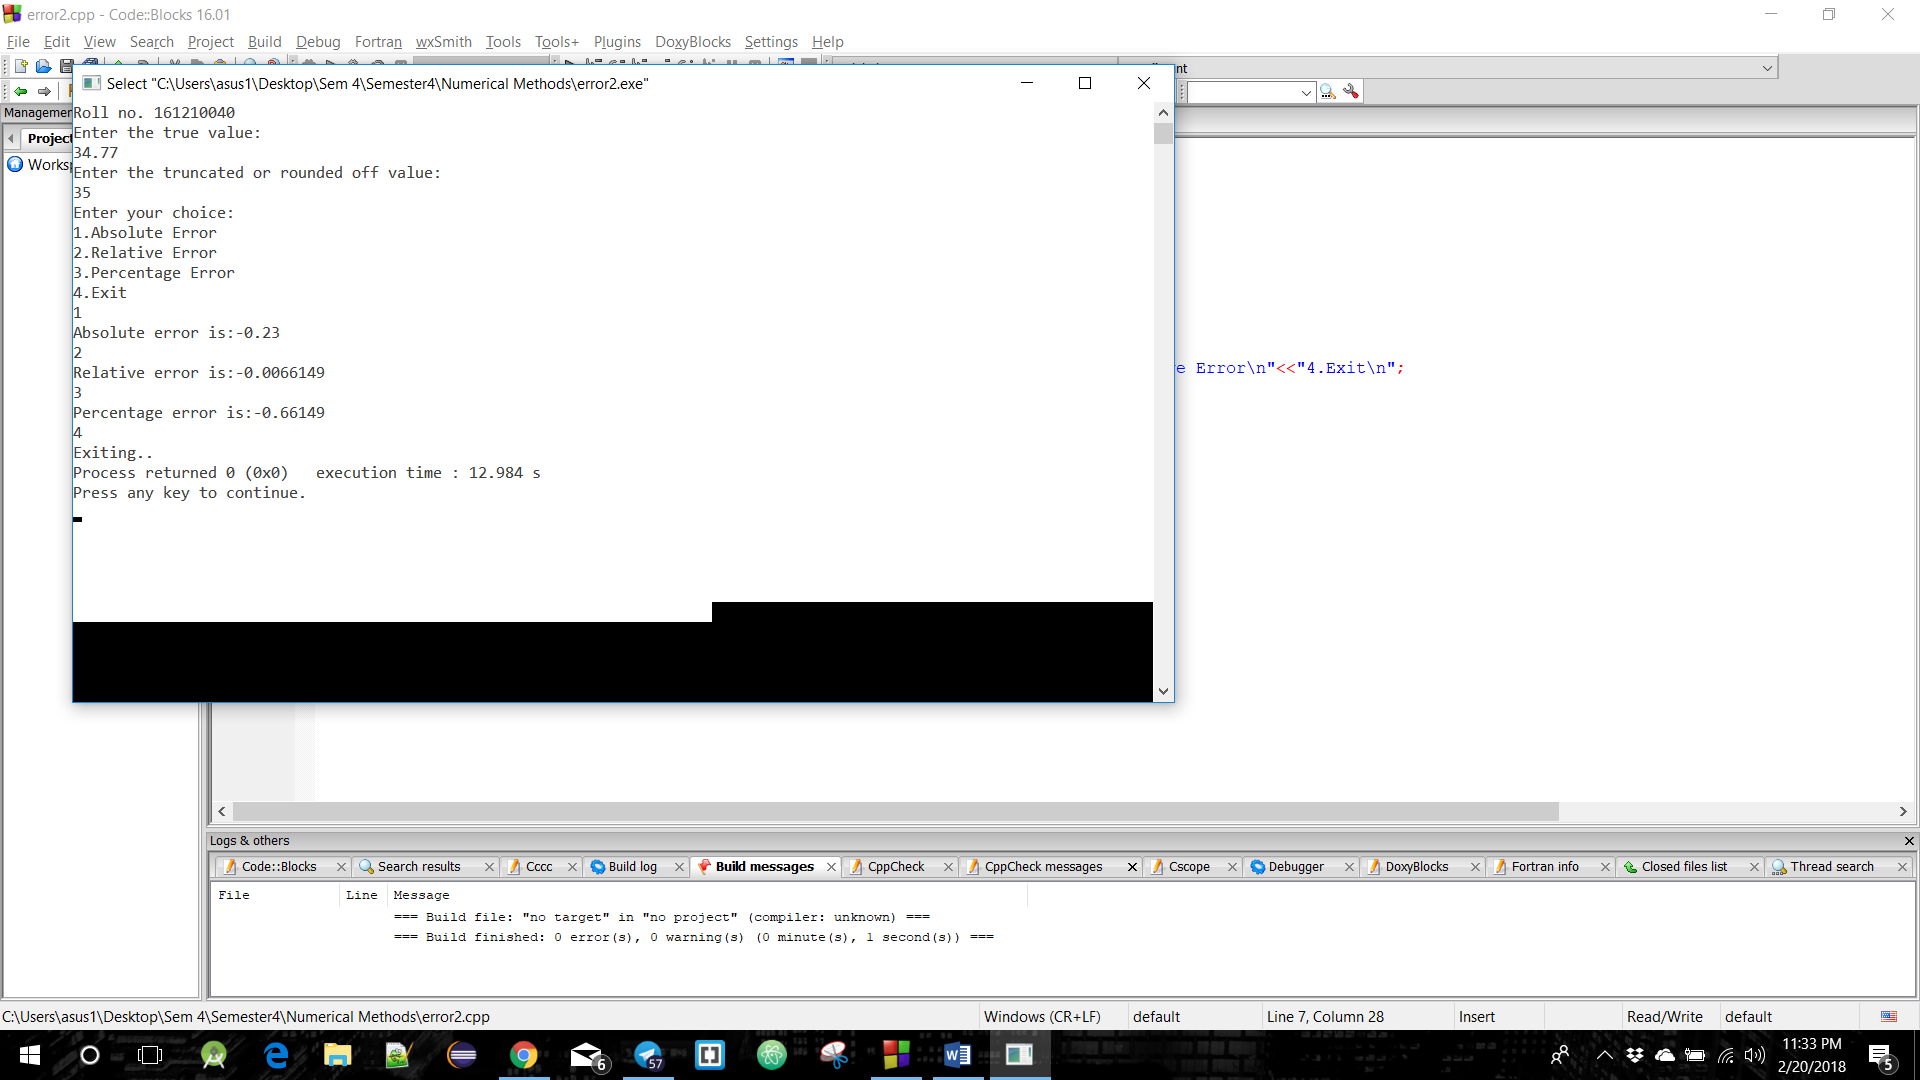 error2.cpp - Code::Blocks 16.01
File Edit View Search Project Build Debug Fortran wxSmith Tools Tools+ Plugins DoxyBlocks Settings Help
Select "C:\Users\asus1\Desktop\Sem 4\Semester4\Numerical Methods\error2.exe"
Roll no. 161210040
Enter the true value:
34.77
Enter the truncated or rounded off value:
35
Enter your choice:
1.Absolute Error
2.Relative Error
3.Percentage Error
4.Exit
1
Absolute error is:-0.23
2
Relative error is:-0.0066149
3
Percentage error is:-0.66149
4
Exiting..
Process returned 0 (0x0)   execution time : 12.984 s
Press any key to continue.
Error\n"<<"4.Exit\n";
Logs & others
Code::Blocks Search results Cccc Build log Build messages CppCheck CppCheck messages Cscope Debugger DoxyBlocks Fortran info Closed files list Thread search
File Line Message
=== Build file: "no target" in "no project" (compiler: unknown) ===
=== Build finished: 0 error(s), 0 warning(s) (0 minute(s), 1 second(s)) ===
C:\Users\asus1\Desktop\Sem 4\Semester4\Numerical Methods\error2.cpp Windows (CR+LF) default Line 7, Column 28 Insert Read/Write default
6 57 11:33 PM
2/20/2018 5